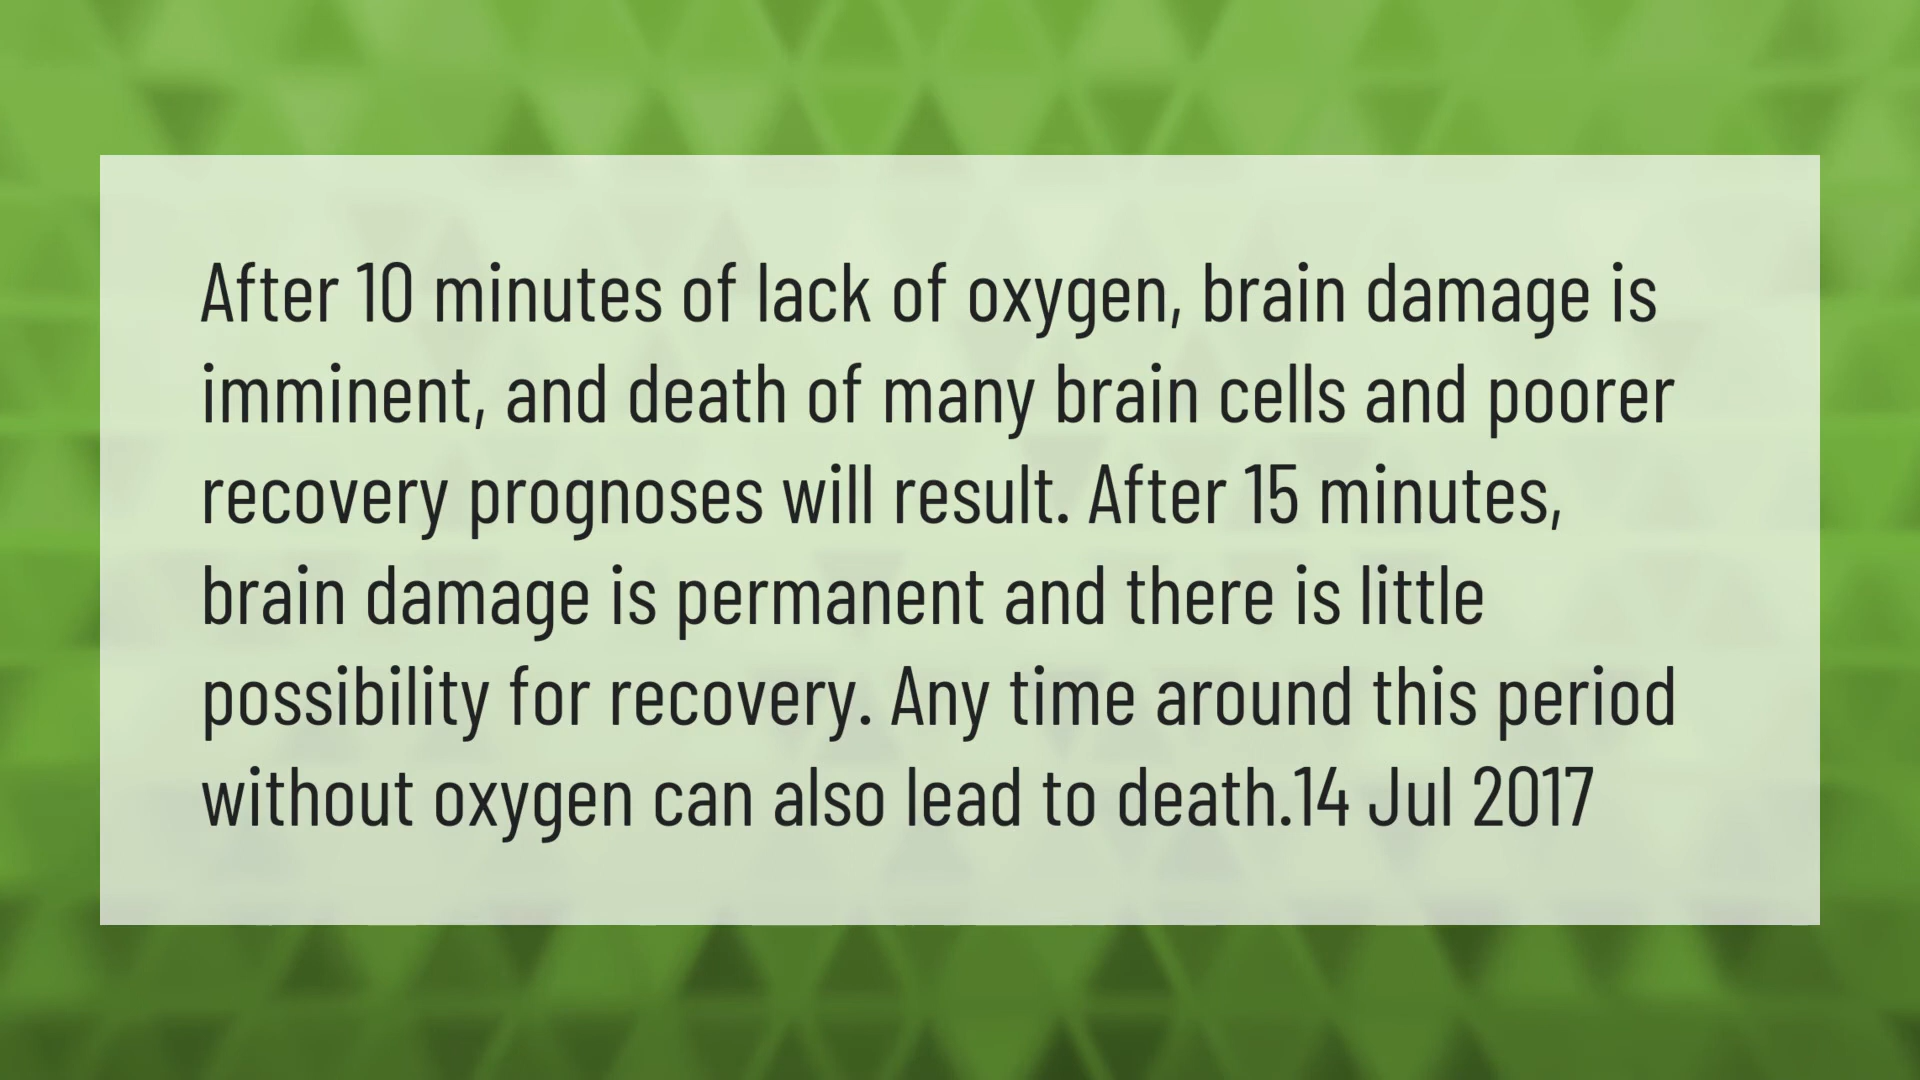 After 10 minutes of lack of oxygen, brain damage is
imminent, and death of many brain cells and poorer
recovery prognoses will result. After 15 minutes,
brain damage is permanent and there is little
possibility for recovery. Any time around this period
without oxygen can also lead to death.14 Jul 2017